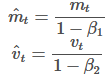 m̂_t = m_t / (1 − β_1)
v̂_t = v_t / (1 − β_2)